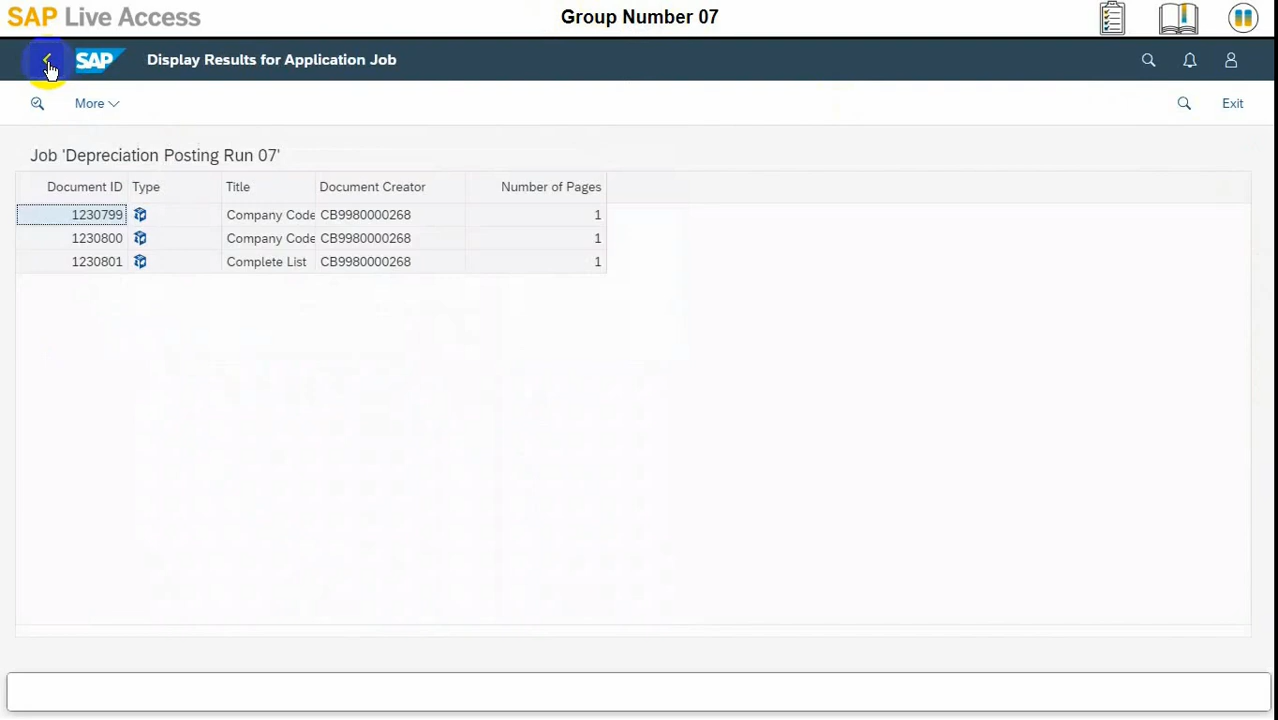 SAP Live Access
Group Number 07
SAP
Display Results for Application Job
More
Exit
Job 'Depreciation Posting Run 07'
Document ID Type Title Document Creator Number of Pages
1230799 Company Code CB9980000268 1
1230800 Company Code CB9980000268 1
1230801 Complete List CB9980000268 1